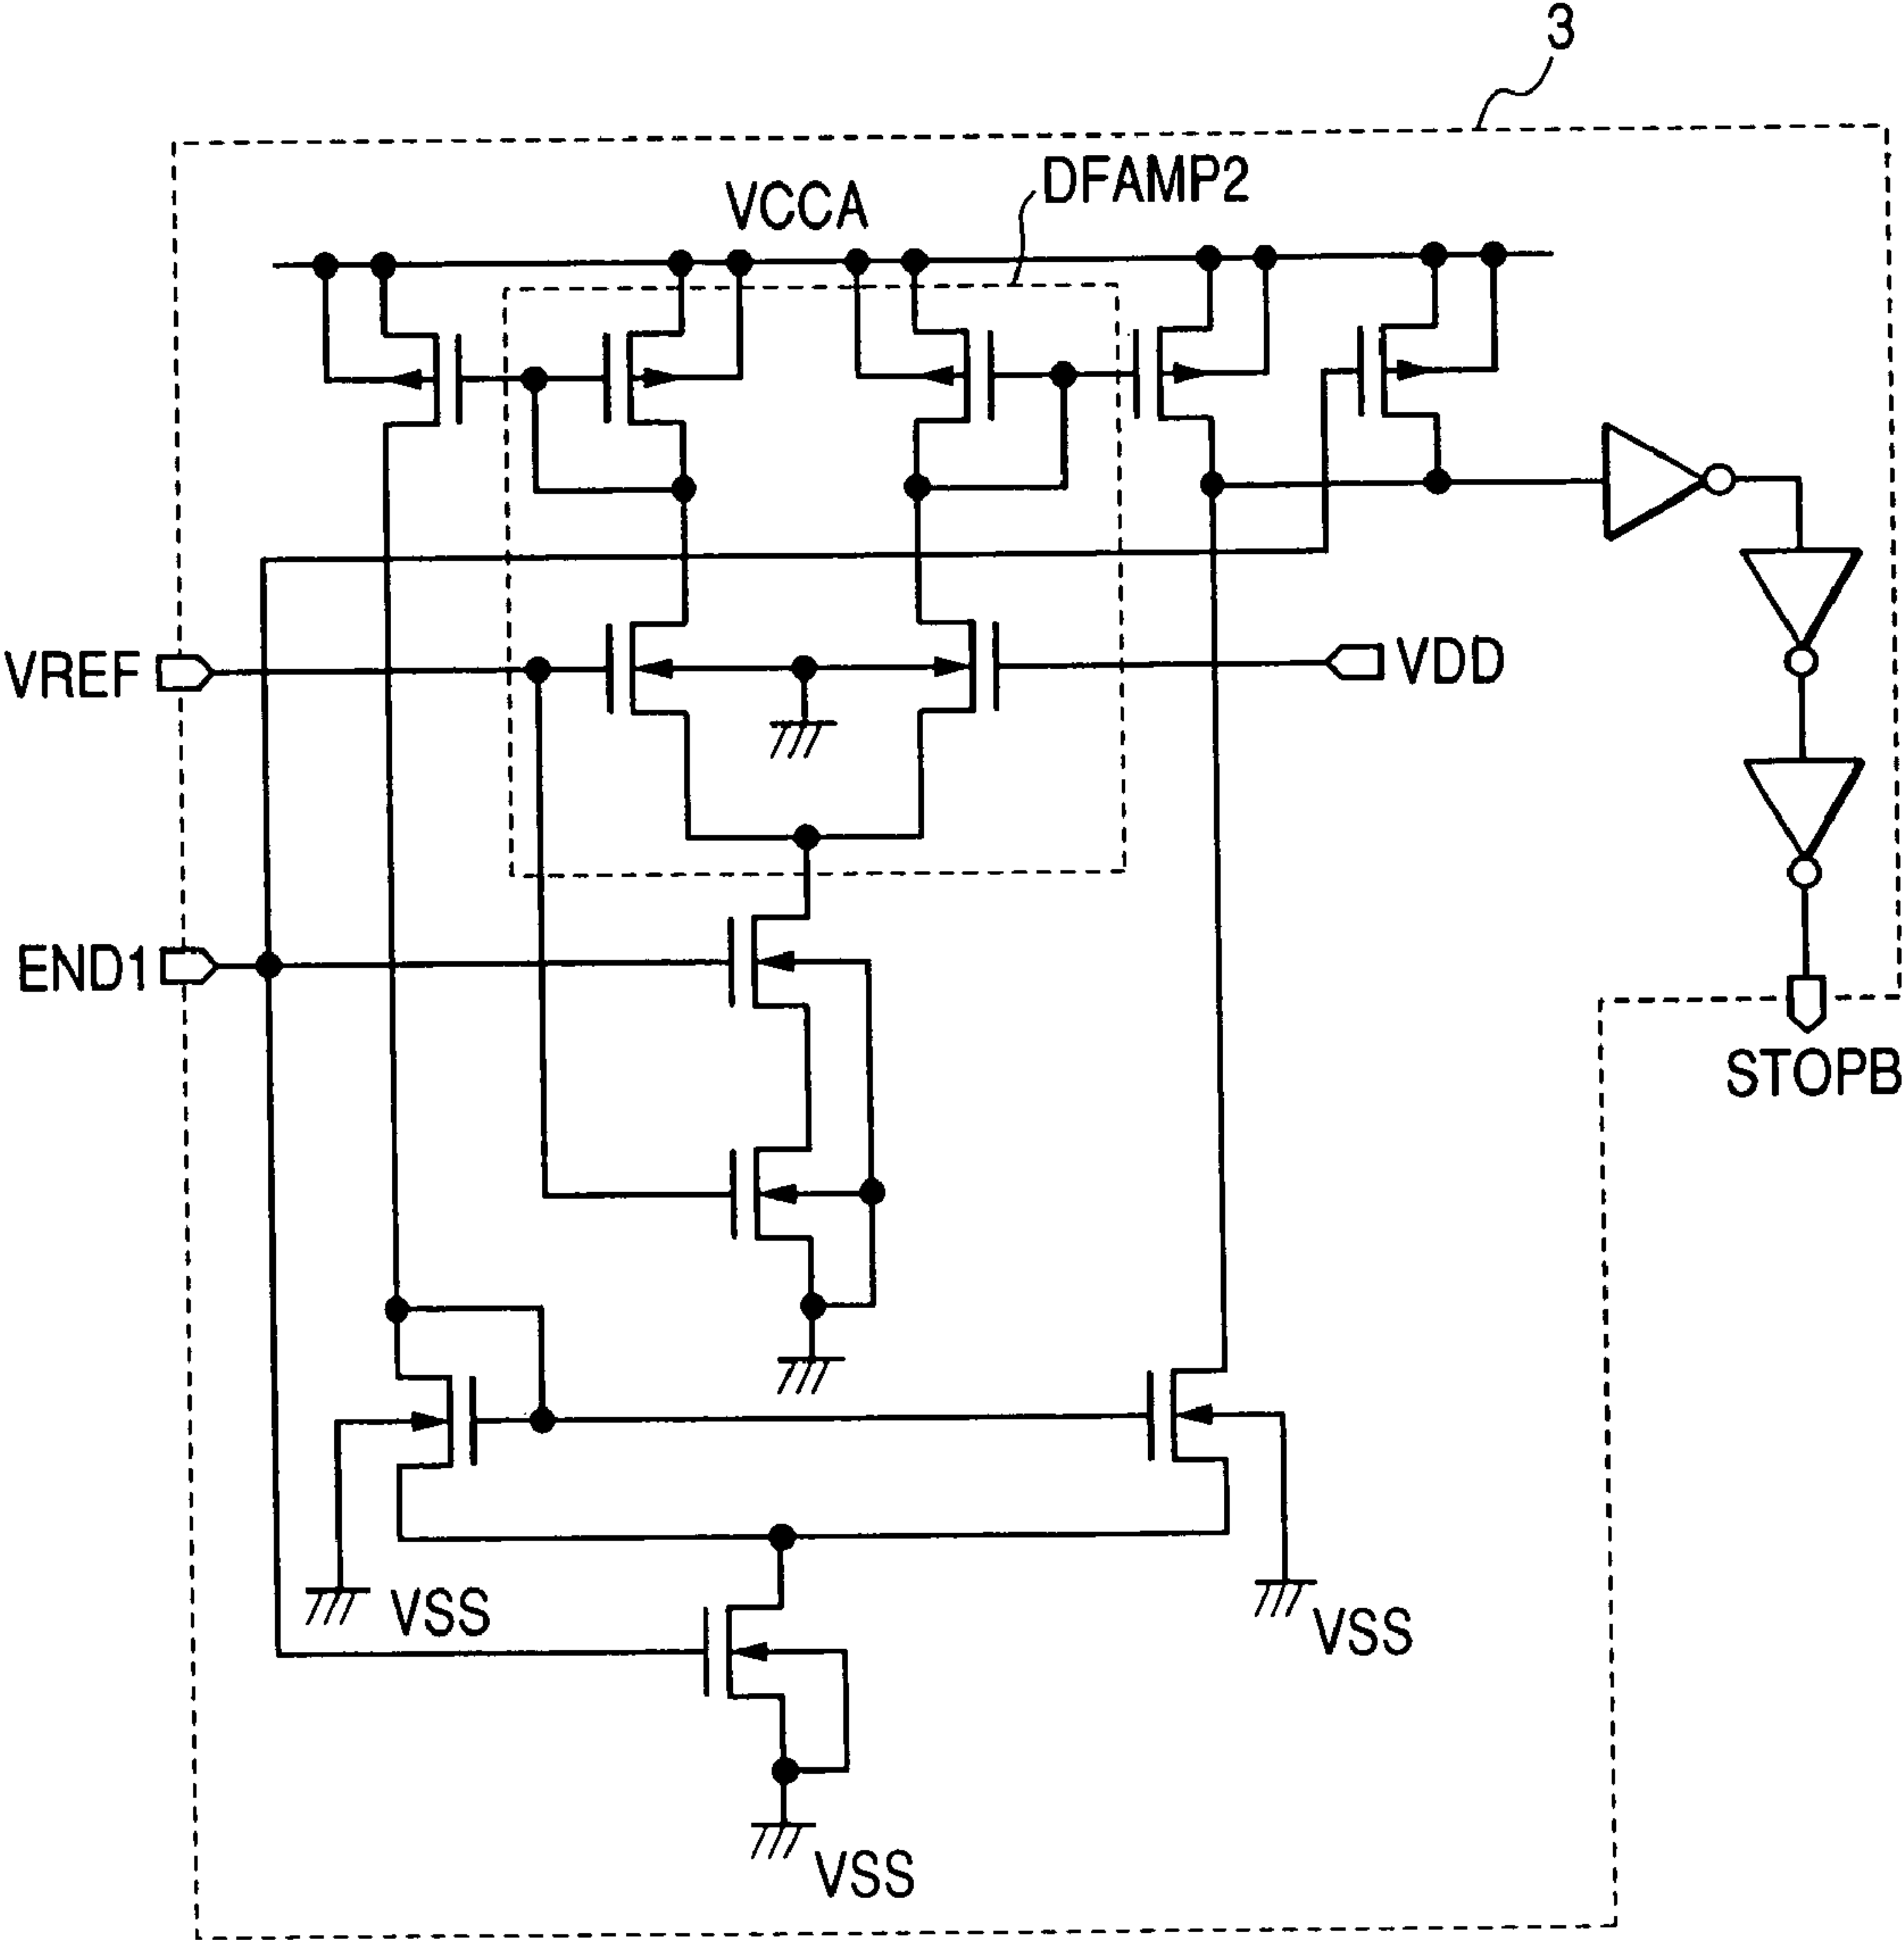 3
DFAMP2
VCCA
VREF
VDD
END1
STOPB
VSS
VSS
VSS